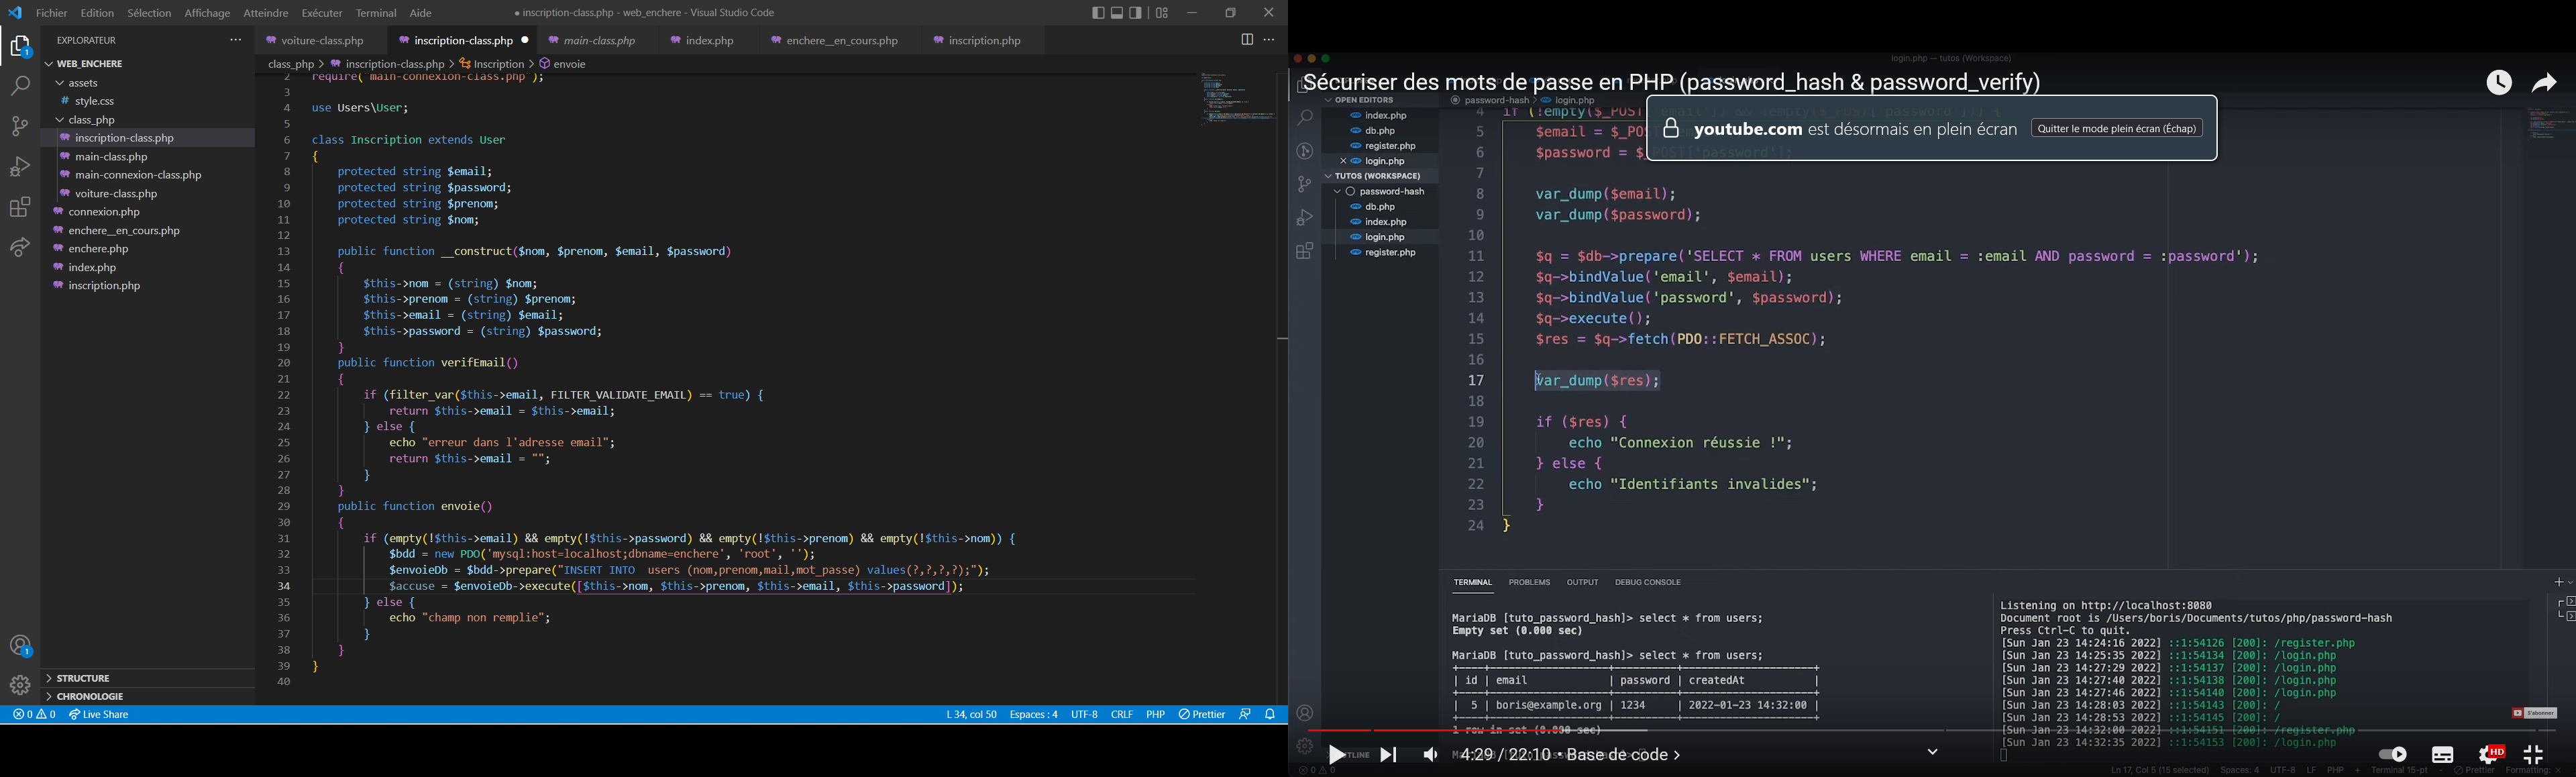 Fichier Edition Sélection Affichage Atteindre Exécuter Terminal Aide
● inscription-class.php - web_enchere - Visual Studio Code
EXPLORATEUR
WEB_ENCHERE
assets
# style.css
class_php
inscription-class.php
main-class.php
main-connexion-class.php
voiture-class.php
connexion.php
enchere__en_cours.php
enchere.php
index.php
inscription.php
STRUCTURE
CHRONOLOGIE
voiture-class.php inscription-class.php main-class.php index.php enchere__en_cours.php inscription.php
class_php > inscription-class.php > Inscription > envoie
2 require('main-connexion-class.php');
3
4 use Users\User;
5
6 class Inscription extends User
7 {
8 protected string $email;
9 protected string $password;
10 protected string $prenom;
11 protected string $nom;
12
13 public function __construct($nom, $prenom, $email, $password)
14 {
15 $this->nom = (string) $nom;
16 $this->prenom = (string) $prenom;
17 $this->email = (string) $email;
18 $this->password = (string) $password;
19 }
20 public function verifEmail()
21 {
22 if (filter_var($this->email, FILTER_VALIDATE_EMAIL) == true) {
23 return $this->email = $this->email;
24 } else {
25 echo "erreur dans l'adresse email";
26 return $this->email = "";
27 }
28 }
29 public function envoie()
30 {
31 if (empty(!$this->email) && empty(!$this->password) && empty(!$this->prenom) && empty(!$this->nom)) {
32 $bdd = new PDO('mysql:host=localhost;dbname=enchere', 'root', '');
33 $envoieDb = $bdd->prepare("INSERT INTO  users (nom,prenom,mail,mot_passe) values(?,?,?,?);");
34 $accuse = $envoieDb->execute([$this->nom, $this->prenom, $this->email, $this->password]);
35 } else {
36 echo "champ non remplie";
37 }
38 }
39 }
40
0 0 Live Share L 34, col 50 Espaces : 4 UTF-8 CRLF PHP Prettier
login.php — tutos (Workspace)
Sécuriser des mots de passe en PHP (password_hash & password_verify)
youtube.com est désormais en plein écran Quitter le mode plein écran (Échap)
OPEN EDITORS
index.php
db.php
register.php
login.php
TUTOS (WORKSPACE)
password-hash
db.php
index.php
login.php
register.php
password-hash > login.php
4 if (!empty($_POST
5 $email = $_POS
6 $password = $_POST['password'];
7
8 var_dump($email);
9 var_dump($password);
10
11 $q = $db->prepare('SELECT * FROM users WHERE email = :email AND password = :password');
12 $q->bindValue('email', $email);
13 $q->bindValue('password', $password);
14 $q->execute();
15 $res = $q->fetch(PDO::FETCH_ASSOC);
16
17 var_dump($res);
18
19 if ($res) {
20 echo "Connexion réussie !";
21 } else {
22 echo "Identifiants invalides";
23 }
24 }
TERMINAL PROBLEMS OUTPUT DEBUG CONSOLE
MariaDB [tuto_password_hash]> select * from users;
Empty set (0.000 sec)
MariaDB [tuto_password_hash]> select * from users;
| id | email | password | createdAt |
| 5 | boris@example.org | 1234 | 2022-01-23 14:32:00 |
1 row in set (0.000 sec)
Listening on http://localhost:8080
Document root is /Users/boris/Documents/tutos/php/password-hash
Press Ctrl-C to quit.
[Sun Jan 23 14:24:16 2022] ::1:54126 [200]: /register.php
[Sun Jan 23 14:25:35 2022] ::1:54134 [200]: /login.php
[Sun Jan 23 14:27:29 2022] ::1:54137 [200]: /login.php
[Sun Jan 23 14:27:40 2022] ::1:54138 [200]: /login.php
[Sun Jan 23 14:27:46 2022] ::1:54140 [200]: /login.php
[Sun Jan 23 14:28:03 2022] ::1:54143 [200]: /
[Sun Jan 23 14:28:53 2022] ::1:54145 [200]: /
[Sun Jan 23 14:32:00 2022] ::1:54151 [200]: /register.php
[Sun Jan 23 14:32:35 2022] ::1:54153 [200]: /login.php
S'abonner
4:09 / 22:10 • Base de code >
HD
Ln 17, Col 5 (15 selected) Spaces: 4 UTF-8 LF PHP Terminal 15-pt Prettier Formatting: